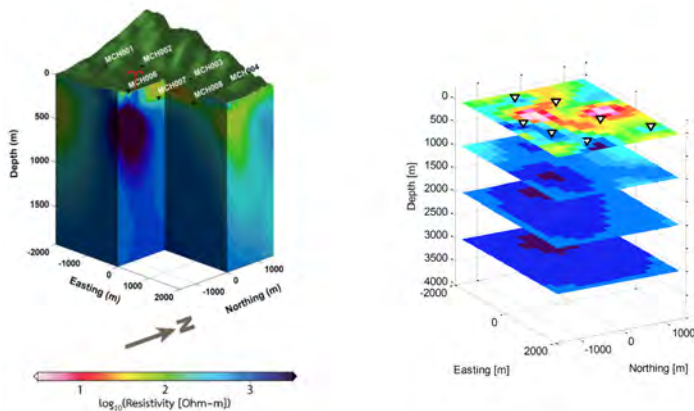 MCH001
MCH002
MCH003
MCH004
MCH006
MCH007
MCH008
0
500
1000
1500
-2000
Depth (m)
-1000
0
1000
2000
Easting (m)
-1000
0
1000
Northing (m)
N
1
2
3
log₁₀(Resistivity [Ohm-m])
0
500
1000
1500
2000
2500
3000
3500
4000
Depth [m]
-2000
0
2000
Easting [m]
-1000
0
1000
Northing [m]